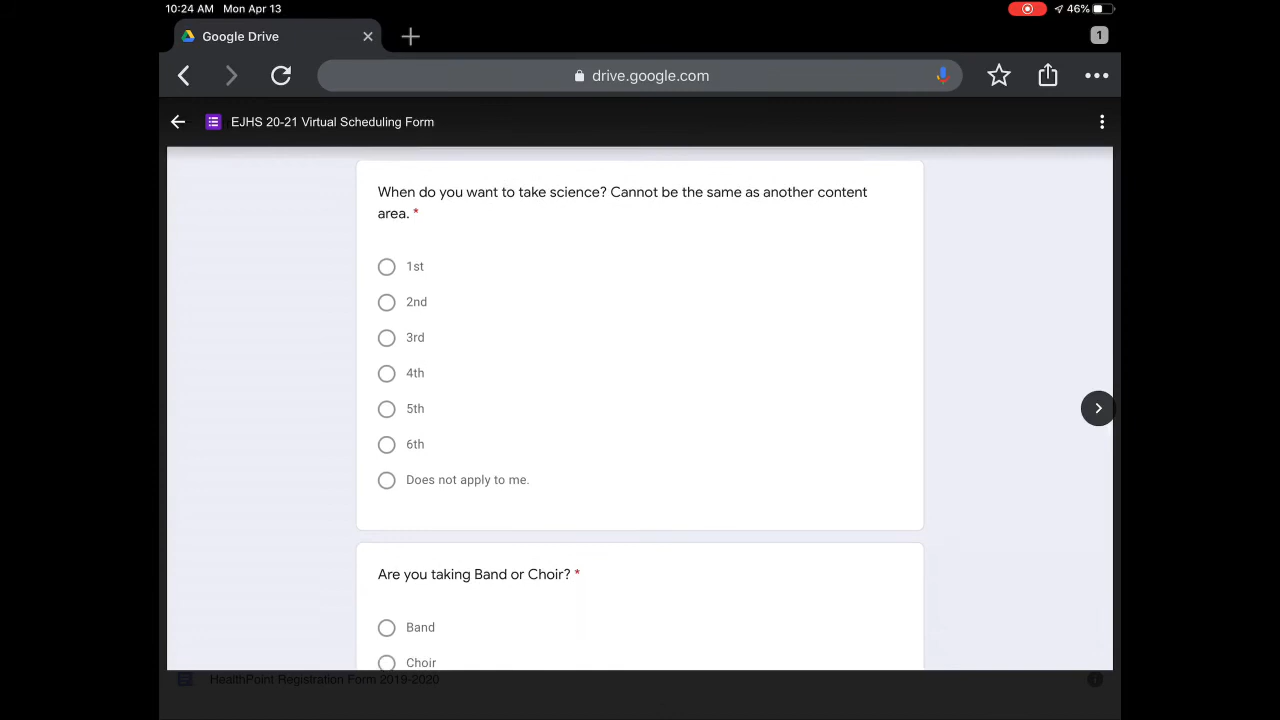 10:24 AM Mon Apr 13
46%
Google Drive
1
drive.google.com
EJHS 20-21 Virtual Scheduling Form
When do you want to take science? Cannot be the same as another content
area. *
1st
2nd
3rd
4th
5th
6th
Does not apply to me.
Are you taking Band or Choir? *
Band
Choir
HealthPoint Registration Form 2019-2020